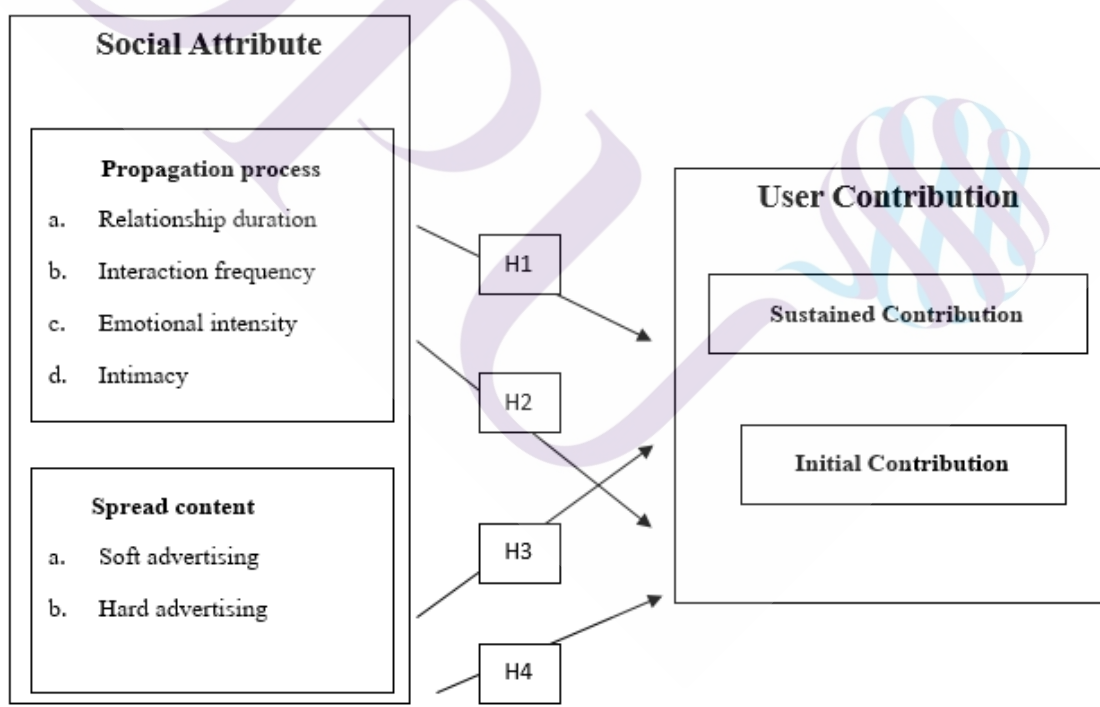 Social Attribute
Propagation process
a. Relationship duration
b. Interaction frequency
c. Emotional intensity
d. Intimacy
Spread content
a. Soft advertising
b. Hard advertising
H1
H2
H3
H4
User Contribution
Sustained Contribution
Initial Contribution